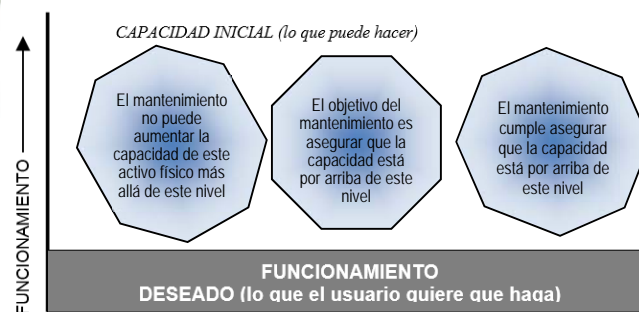 CAPACIDAD INICIAL (lo que puede hacer)
El mantenimiento
no puede
aumentar la
capacidad de este
activo físico más
allá de este nivel
El objetivo del
mantenimiento es
asegurar que la
capacidad está
por arriba de este
nivel
El mantenimiento
cumple asegurar
que la capacidad
está por arriba de
este nivel
FUNCIONAMIENTO
FUNCIONAMIENTO
DESEADO (lo que el usuario quiere que haga)